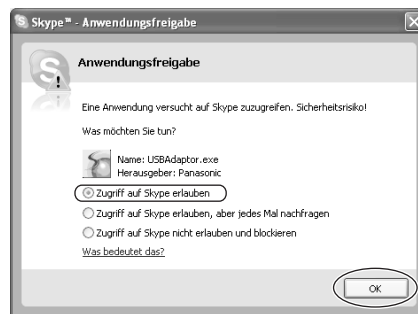 Skype™ - Anwendungsfreigabe
Anwendungsfreigabe
Eine Anwendung versucht auf Skype zuzugreifen. Sicherheitsrisiko!
Was möchten Sie tun?
Name: USBAdaptor.exe
Herausgeber: Panasonic
Zugriff auf Skype erlauben
Zugriff auf Skype erlauben, aber jedes Mal nachfragen
Zugriff auf Skype nicht erlauben und blockieren
Was bedeutet das?
OK